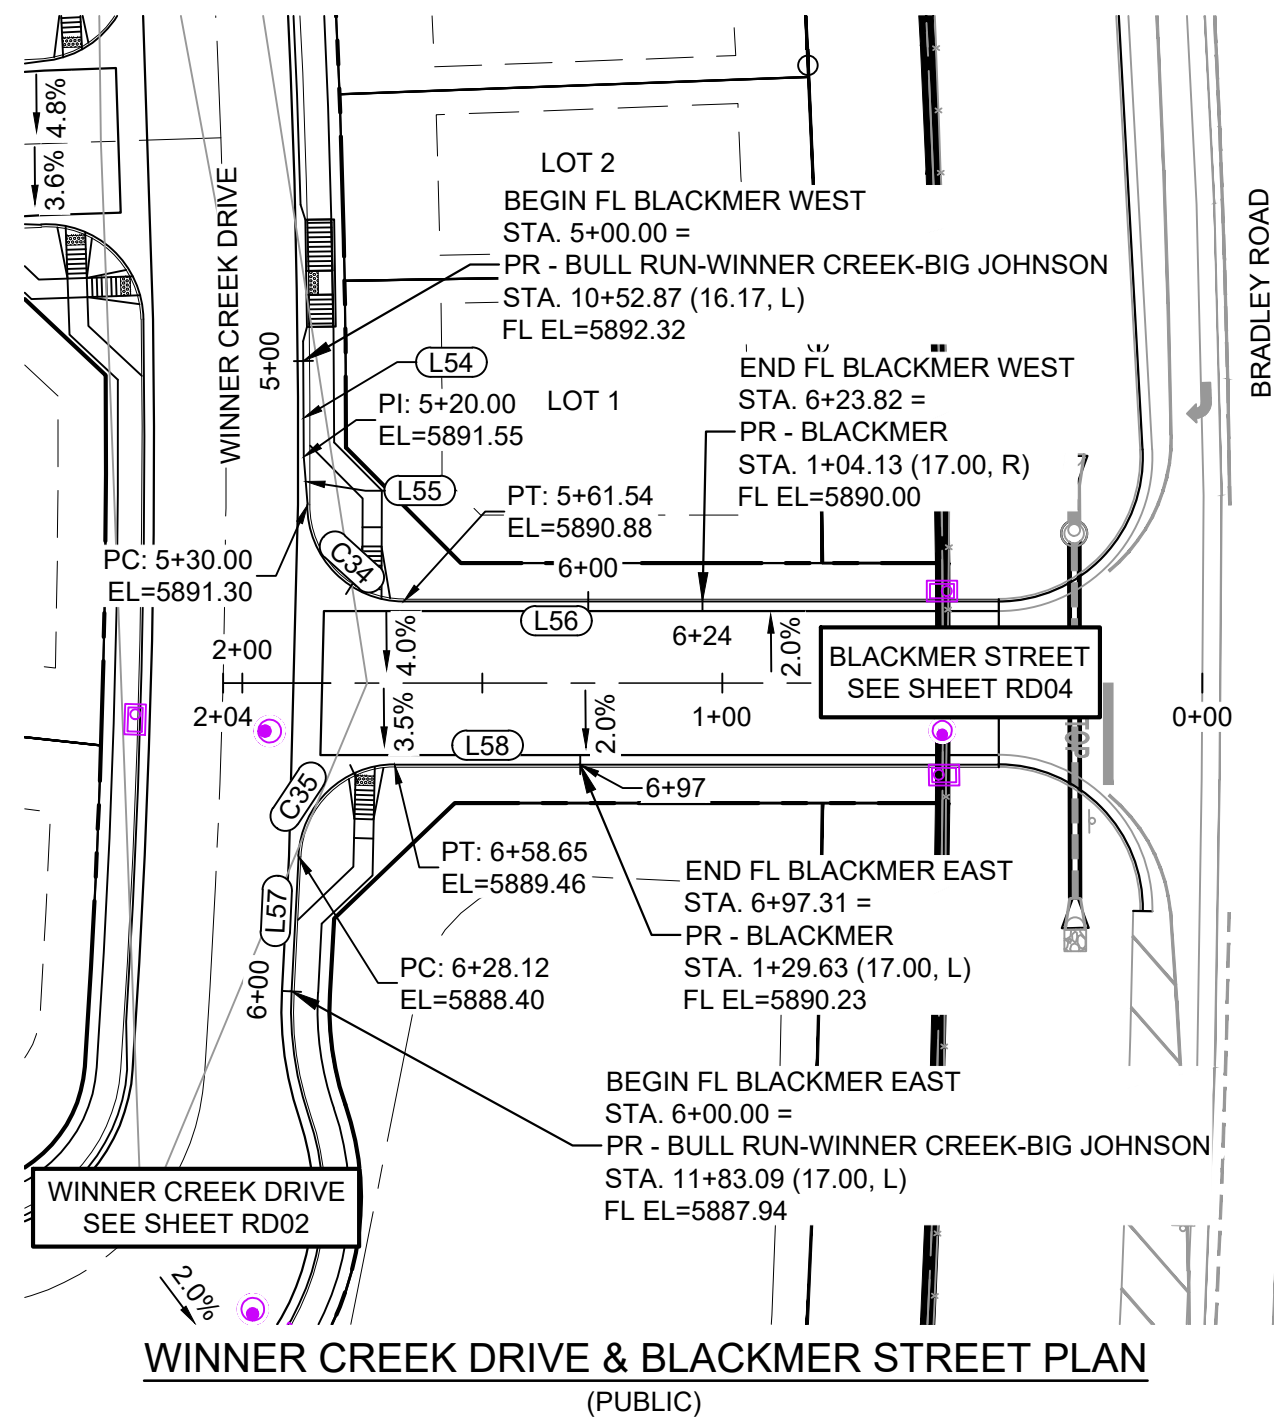 4.8%
3.6%
WINNER CREEK DRIVE
5+00
BRADLEY ROAD
LOT 2
BEGIN FL BLACKMER WEST
STA. 5+00.00 =
PR - BULL RUN-WINNER CREEK-BIG JOHNSON
STA. 10+52.87 (16.17, L)
FL EL=5892.32
L54
PI: 5+20.00
EL=5891.55
LOT 1
END FL BLACKMER WEST
STA. 6+23.82 =
PR - BLACKMER
STA. 1+04.13 (17.00, R)
FL EL=5890.00
L55
PT: 5+61.54
EL=5890.88
PC: 5+30.00
EL=5891.30
C34
6+00
L56
6+24
4.0%
2.0%
2+00
BLACKMER STREET
SEE SHEET RD04
2+04
3.5%
2.0%
1+00
0+00
L58
C35
6+97
PT: 6+58.65
EL=5889.46
END FL BLACKMER EAST
STA. 6+97.31 =
PR - BLACKMER
STA. 1+29.63 (17.00, L)
FL EL=5890.23
L57
6+00
PC: 6+28.12
EL=5888.40
BEGIN FL BLACKMER EAST
STA. 6+00.00 =
PR - BULL RUN-WINNER CREEK-BIG JOHNSON
STA. 11+83.09 (17.00, L)
FL EL=5887.94
WINNER CREEK DRIVE
SEE SHEET RD02
2.0%
WINNER CREEK DRIVE & BLACKMER STREET PLAN
(PUBLIC)